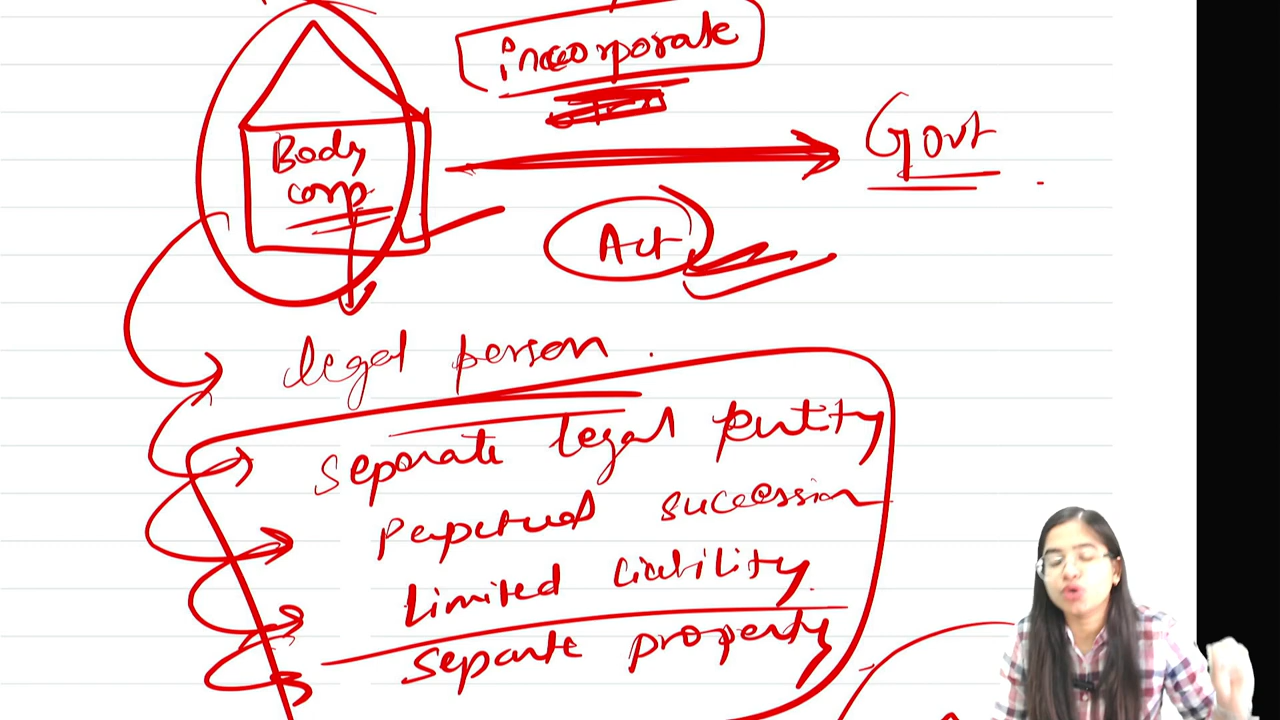 incorporate
Govt
Body
corp
Act
legal person.
Separate legal Entity
Perpetual succession
Limited Liability
Separate property